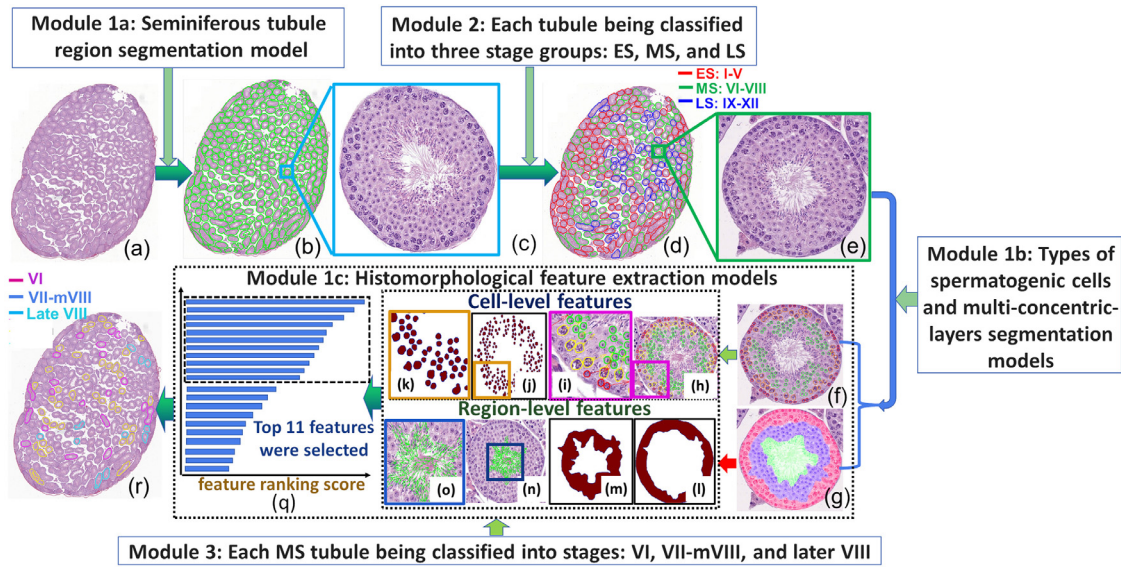 Module 1a: Seminiferous tubule
region segmentation model
Module 2: Each tubule being classified
into three stage groups: ES, MS, and LS
ES: I-V
MS: VI-VIII
LS: IX-XII
(a)
(b)
(c)
(d)
(e)
Module 1b: Types of
spermatogenic cells
and multi-concentric-
layers segmentation
models
VI
VII-mVIII
Late VIII
(r)
Module 1c: Histomorphological feature extraction models
Top 11 features
were selected
feature ranking score
(q)
Cell-level features
(k)
(j)
(i)
(h)
Region-level features
(o)
(n)
(m)
(l)
(f)
(g)
Module 3: Each MS tubule being classified into stages: VI, VII-mVIII, and later VIII